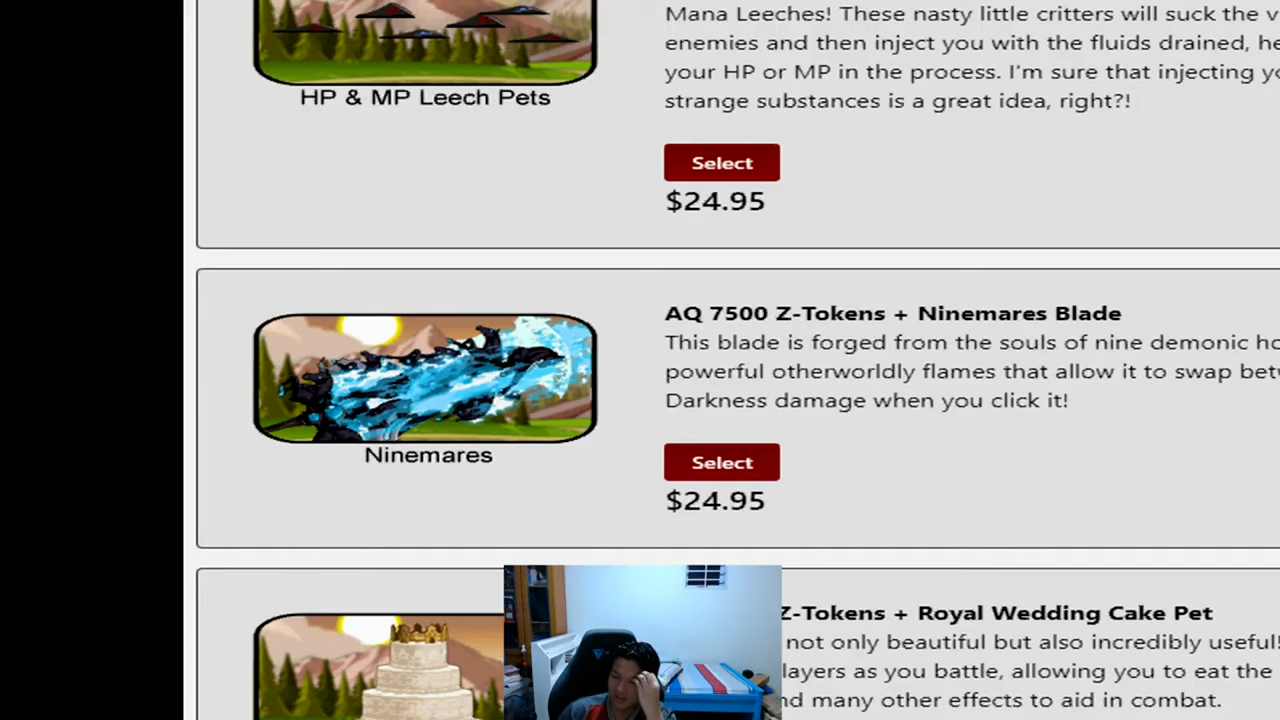 Mana Leeches! These nasty little critters will suck the
enemies and then inject you with the fluids drained,
your HP or MP in the process. I'm sure that injecting
strange substances is a great idea, right?!
HP & MP Leech Pets
Select
$24.95
AQ 7500 Z-Tokens + Ninemares Blade
This blade is forged from the souls of nine demonic
powerful otherworldly flames that allow it to swap
Darkness damage when you click it!
Ninemares
Select
$24.95
Z-Tokens + Royal Wedding Cake Pet
not only beautiful but also incredibly useful!
layers as you battle, allowing you to eat the
many other effects to aid in combat.